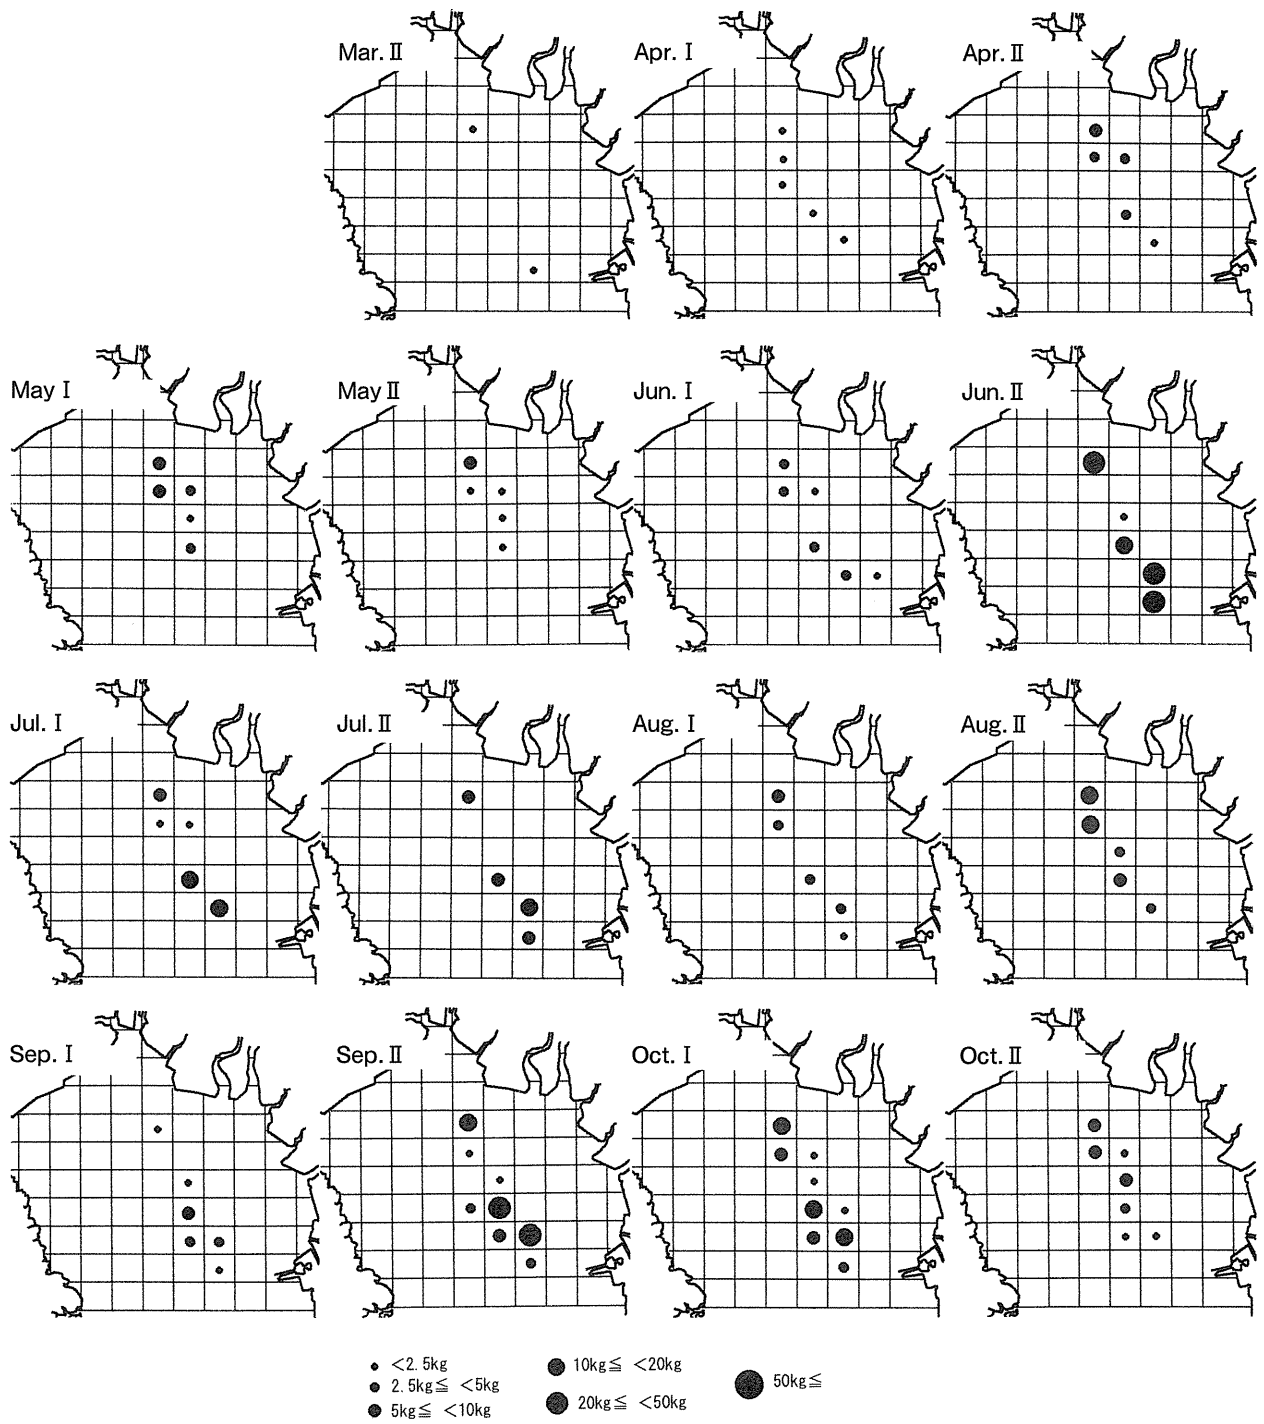 Mar. Ⅱ
Apr. Ⅰ
Apr. Ⅱ
May Ⅰ
May Ⅱ
Jun. Ⅰ
Jun. Ⅱ
Jul. Ⅰ
Jul. Ⅱ
Aug. Ⅰ
Aug. Ⅱ
Sep. Ⅰ
Sep. Ⅱ
Oct. Ⅰ
Oct. Ⅱ
<2.5kg
2.5kg≦ <5kg
5kg≦ <10kg
10kg≦ <20kg
20kg≦ <50kg
50kg≦